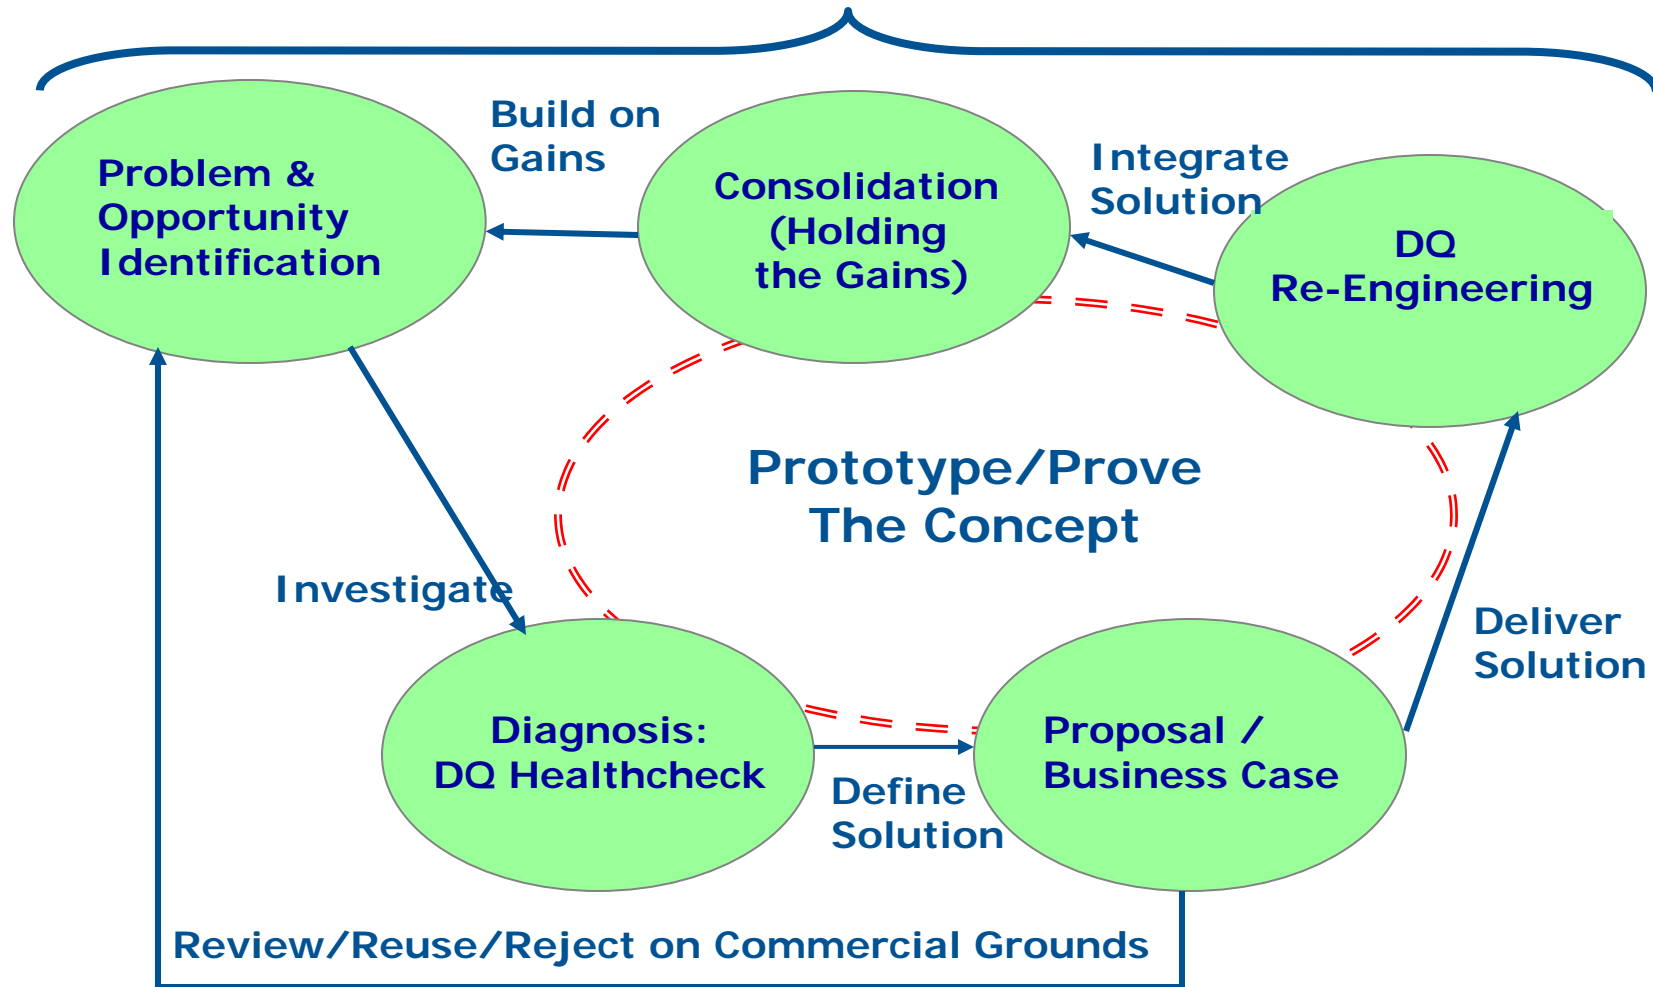 Build on
Gains
Integrate
Solution
Problem &
Opportunity
Identification
Consolidation
(Holding
the Gains)
DQ
Re-Engineering
Prototype/Prove
The Concept
Investigate
Deliver
Solution
Diagnosis:
DQ Healthcheck
Define
Solution
Proposal /
Business Case
Review/Reuse/Reject on Commercial Grounds